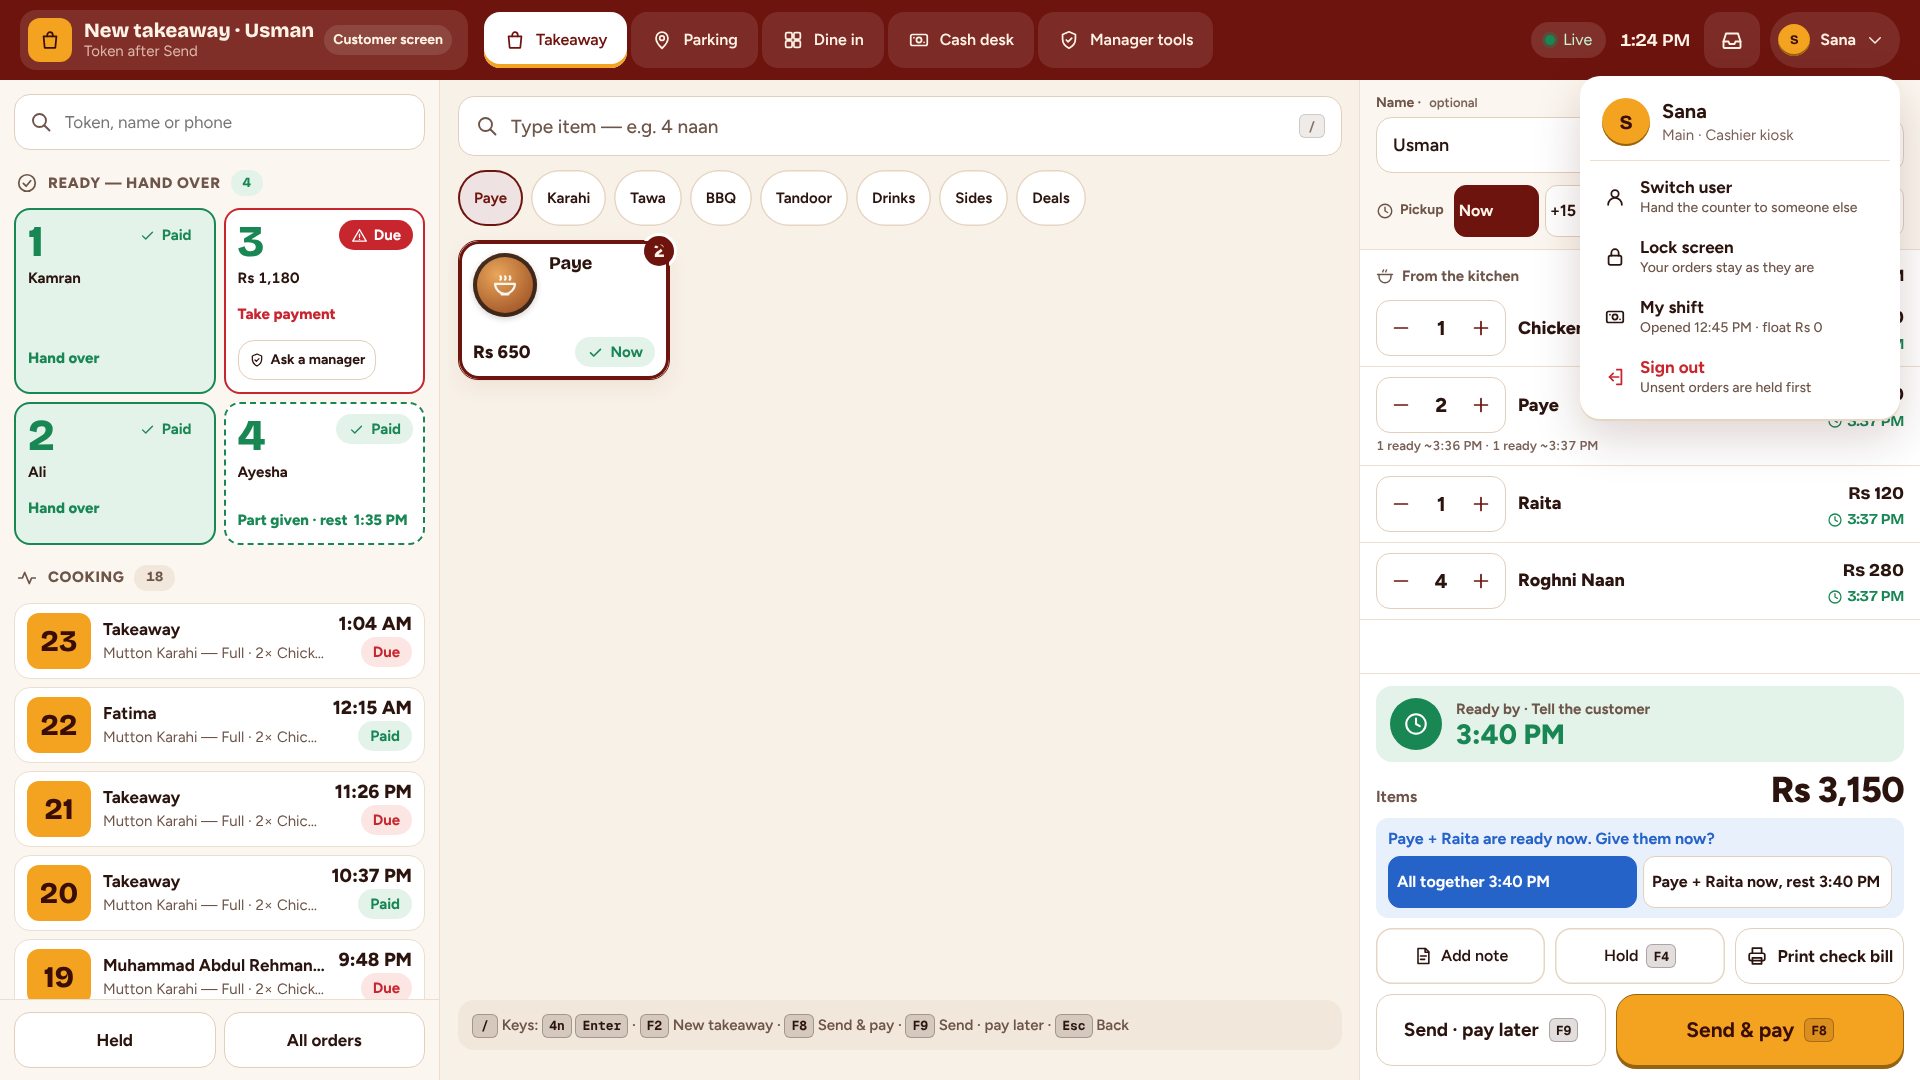 New takeaway · Usman
Token after Send
Customer screen
Takeaway
Parking
Dine in
Cash desk
Manager tools
Live
1:24 PM
S
Sana
Token, name or phone
READY — HAND OVER 4
1
Paid
Kamran
Hand over
3
Due
Rs 1,180
Take payment
Ask a manager
2
Paid
Ali
Hand over
4
Paid
Ayesha
Part given · rest 1:35 PM
COOKING 18
23
Takeaway
1:04 AM
Mutton Karahi — Full · 2× Chick...
Due
22
Fatima
12:15 AM
Mutton Karahi — Full · 2× Chic...
Paid
21
Takeaway
11:26 PM
Mutton Karahi — Full · 2× Chic...
Due
20
Takeaway
10:37 PM
Mutton Karahi — Full · 2× Chic...
Paid
19
Muhammad Abdul Rehman...
9:48 PM
Mutton Karahi — Full · 2× Chic...
Due
Held
All orders
Type item — e.g. 4 naan
/
Paye
Karahi
Tawa
BBQ
Tandoor
Drinks
Sides
Deals
2
Paye
Rs 650
Now
/ Keys: 4n Enter · F2 New takeaway · F8 Send & pay · F9 Send · pay later · Esc Back
Name · optional
Usman
Pickup
Now
+15
From the kitchen
1
Chicken
2
Paye
3:37 PM
1 ready ~3:36 PM · 1 ready ~3:37 PM
1
Raita
Rs 120
3:37 PM
4
Roghni Naan
Rs 280
3:37 PM
S
Sana
Main · Cashier kiosk
Switch user
Hand the counter to someone else
Lock screen
Your orders stay as they are
My shift
Opened 12:45 PM · float Rs 0
Sign out
Unsent orders are held first
Ready by · Tell the customer
3:40 PM
Items
Rs 3,150
Paye + Raita are ready now. Give them now?
All together 3:40 PM
Paye + Raita now, rest 3:40 PM
Add note
Hold F4
Print check bill
Send · pay later F9
Send & pay F8